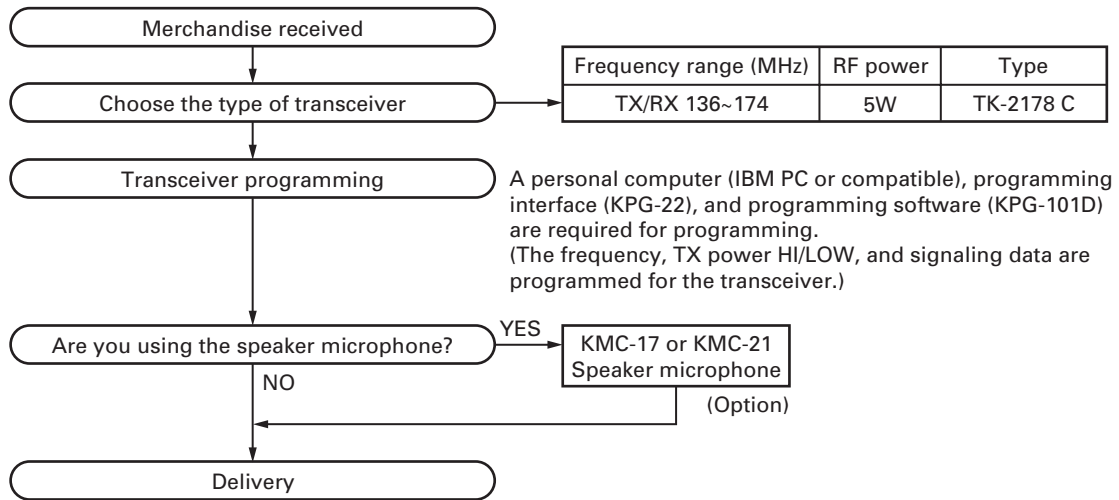 Merchandise received
Choose the type of transceiver
Frequency range (MHz) RF power Type
TX/RX 136~174 5W TK-2178 C
Transceiver programming
A personal computer (IBM PC or compatible), programming
interface (KPG-22), and programming software (KPG-101D)
are required for programming.
(The frequency, TX power HI/LOW, and signaling data are
programmed for the transceiver.)
Are you using the speaker microphone?
YES
KMC-17 or KMC-21
Speaker microphone
NO
(Option)
Delivery